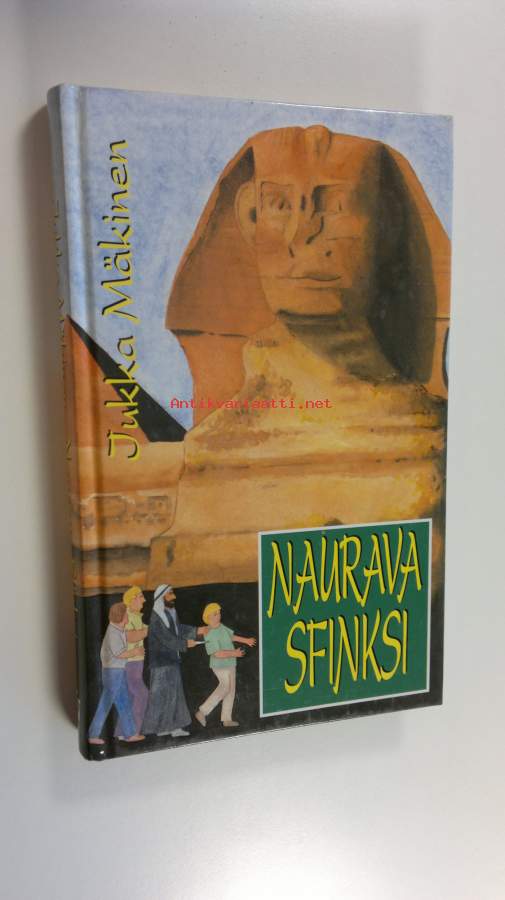 Jukka Mäkinen
Antikvariaatti.net
NAURAVA
SFINKSI